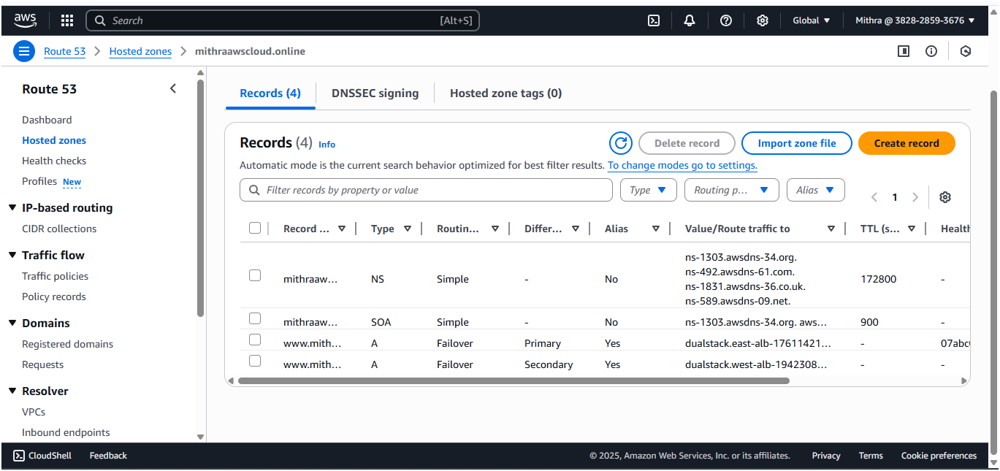 aws
Search [Alt+S] Global Mithra @ 3828-2859-3676
Route 53 Hosted zones mithraawscloud.online
Route 53
Dashboard
Hosted zones
Health checks
Profiles New
IP-based routing
CIDR collections
Traffic flow
Traffic policies
Policy records
Domains
Registered domains
Requests
Resolver
VPCs
Inbound endpoints
Records (4) DNSSEC signing Hosted zone tags (0)
Records (4) Info Delete record Import zone file Create record
Automatic mode is the current search behavior optimized for best filter results. To change modes go to settings.
Filter records by property or value Type Routing p... Alias 1
Record ... Type Routin... Differ... Alias Value/Route traffic to TTL (s... Health
ns-1303.awsdns-34.org.
ns-492.awsdns-61.com.
mithraaw... NS Simple - No 172800 -
ns-1831.awsdns-36.co.uk.
ns-589.awsdns-09.net.
mithraaw... SOA Simple - No ns-1303.awsdns-34.org. aws... 900 -
www.mith... A Failover Primary Yes dualstack.east-alb-17611421... - 07abc
www.mith... A Failover Secondary Yes dualstack.west-alb-1942308... - -
CloudShell Feedback © 2025, Amazon Web Services, Inc. or its affiliates. Privacy Terms Cookie preferences